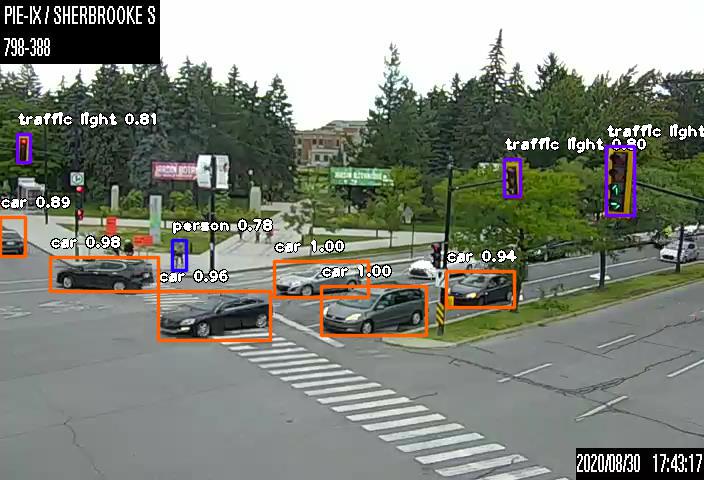 PIE-IX / SHERBROOKE S
798-388
traffic light 0.81
traffic light 0.80
traffic light
car 0.89
person 0.78
car 0.98
car 1.00
car 0.94
car 0.96
car 1.00
JARDIN BOTANIQUE
2020/08/30 17:43:17